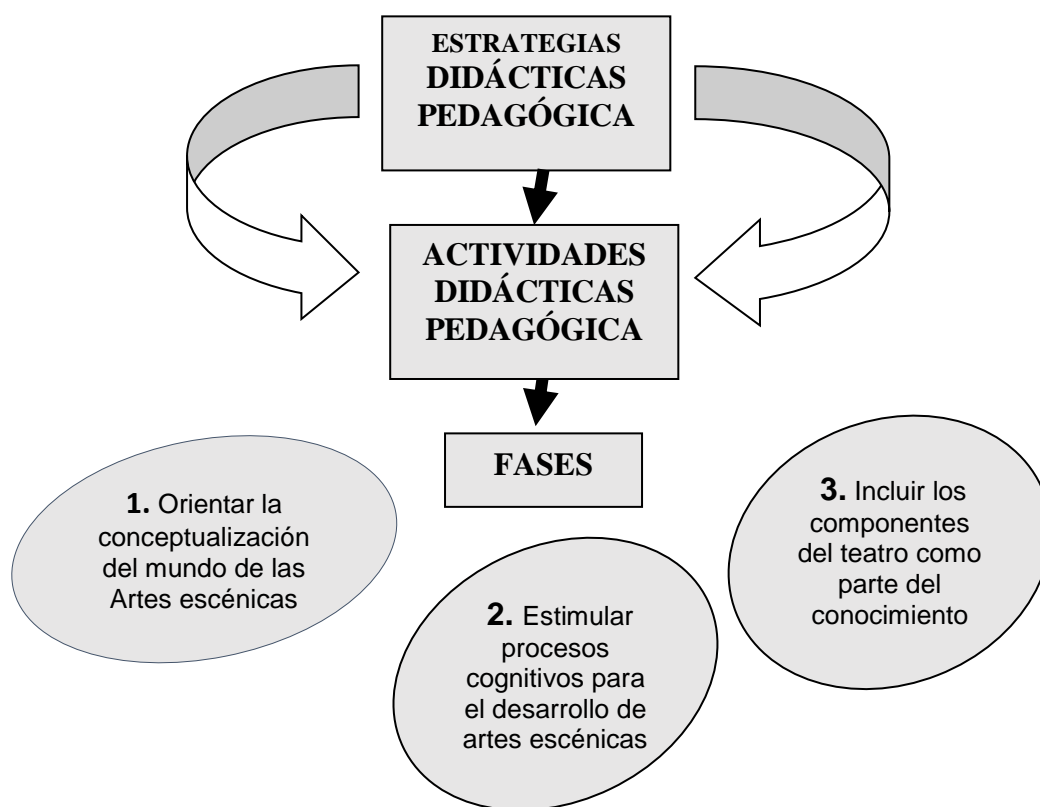 ESTRATEGIAS
DIDÁCTICAS
PEDAGÓGICA
ACTIVIDADES
DIDÁCTICAS
PEDAGÓGICA
FASES
1. Orientar la
conceptualización
del mundo de las
Artes escénicas
2. Estimular
procesos
cognitivos para
el desarrollo de
artes escénicas
3. Incluir los
componentes
del teatro como
parte del
conocimiento